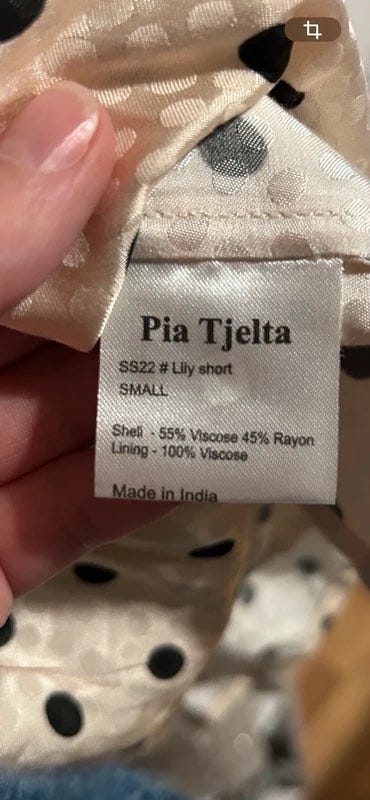 Pia Tjelta
SS22 # Lily short
SMALL
Shell - 55% Viscose 45% Rayon
Lining - 100% Viscose
Made in India